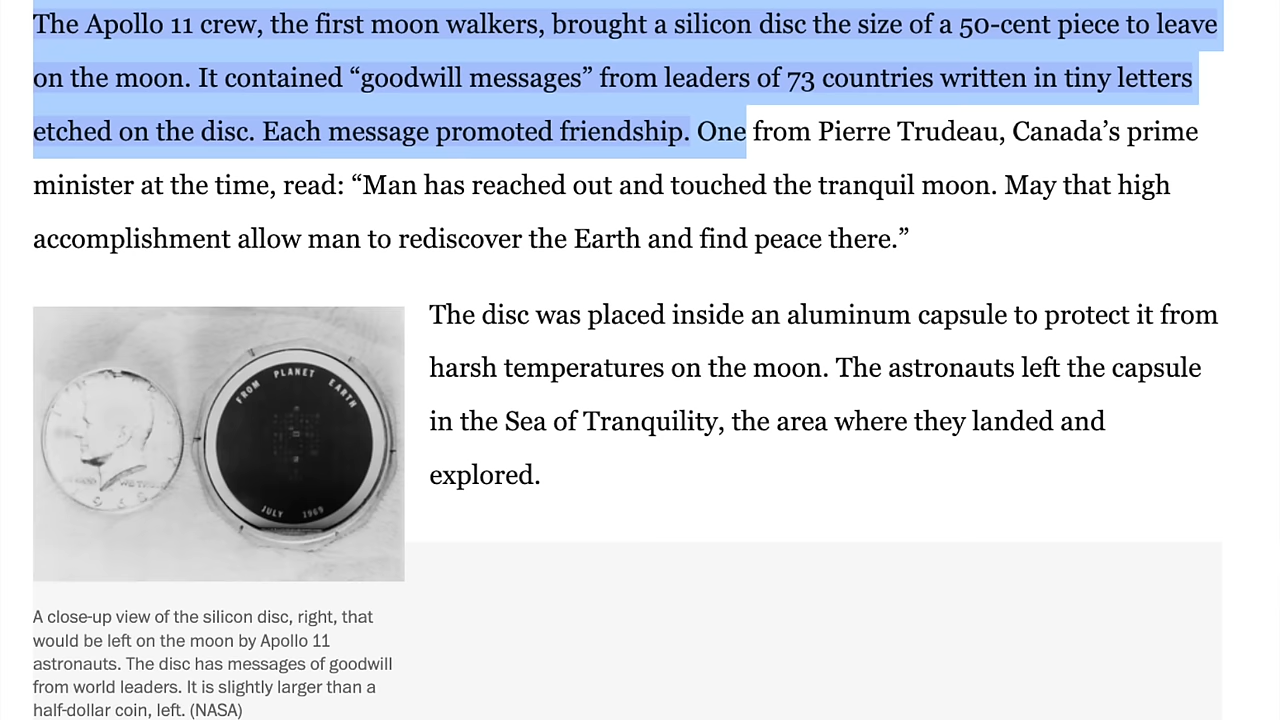 The Apollo 11 crew, the first moon walkers, brought a silicon disc the size of a 50-cent piece to leave
on the moon. It contained “goodwill messages” from leaders of 73 countries written in tiny letters
etched on the disc. Each message promoted friendship. One from Pierre Trudeau, Canada’s prime
minister at the time, read: “Man has reached out and touched the tranquil moon. May that high
accomplishment allow man to rediscover the Earth and find peace there.”
The disc was placed inside an aluminum capsule to protect it from
harsh temperatures on the moon. The astronauts left the capsule
in the Sea of Tranquility, the area where they landed and
explored.
FROM PLANET EARTH
JULY 1969
A close-up view of the silicon disc, right, that
would be left on the moon by Apollo 11
astronauts. The disc has messages of goodwill
from world leaders. It is slightly larger than a
half-dollar coin, left. (NASA)